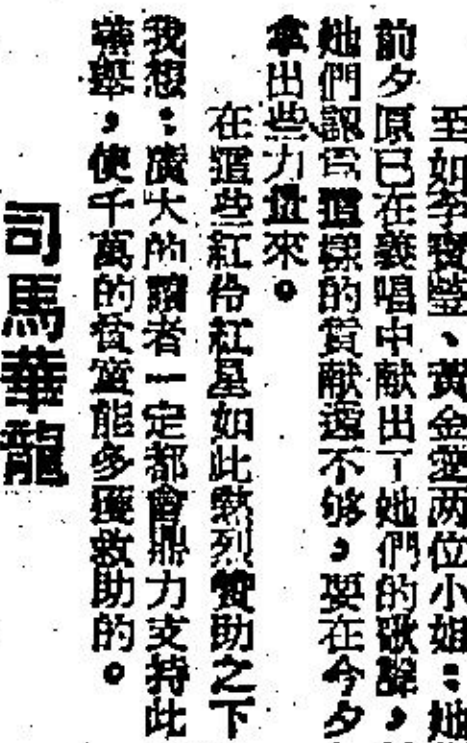 至如李寶瑩、黃金愛两位小姐：她
前夕原已在義唱中献出了她們的歌聲，
她們認爲這樣的貢献還不够，要在今夕
拿出些力量來。
在這些紅伶紅星如此熱烈贊助之下
我想：廣大的讀者一定都會鼎力支持此
舉，使千萬的貧童能多獲救助的。
司馬華龍